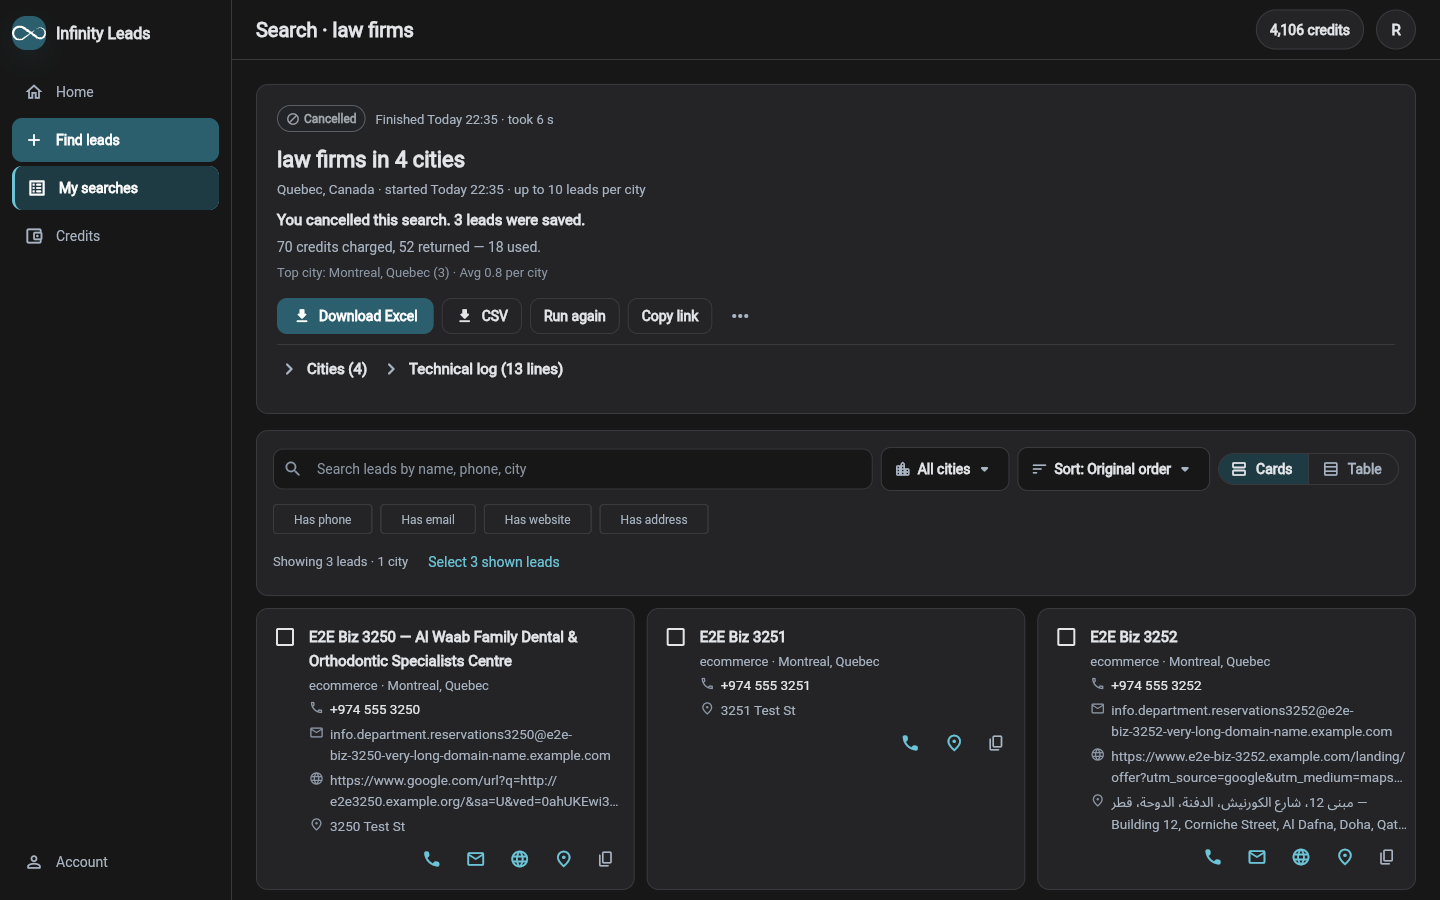 Infinity Leads
Search · law firms
4,106 credits
R
Home
Find leads
My searches
Credits
Account
Cancelled
Finished Today 22:35 · took 6 s
law firms in 4 cities
Quebec, Canada · started Today 22:35 · up to 10 leads per city
You cancelled this search. 3 leads were saved.
70 credits charged, 52 returned — 18 used.
Top city: Montreal, Quebec (3) · Avg 0.8 per city
Download Excel
CSV
Run again
Copy link
Cities (4)
Technical log (13 lines)
Search leads by name, phone, city
All cities
Sort: Original order
Cards
Table
Has phone
Has email
Has website
Has address
Showing 3 leads · 1 city
Select 3 shown leads
E2E Biz 3250 — Al Waab Family Dental &
Orthodontic Specialists Centre
ecommerce · Montreal, Quebec
+974 555 3250
info.department.reservations3250@e2e-
biz-3250-very-long-domain-name.example.com
https://www.google.com/url?q=http://
e2e3250.example.org/&sa=U&ved=0ahUKEwi3...
3250 Test St
E2E Biz 3251
ecommerce · Montreal, Quebec
+974 555 3251
3251 Test St
E2E Biz 3252
ecommerce · Montreal, Quebec
+974 555 3252
info.department.reservations3252@e2e-
biz-3252-very-long-domain-name.example.com
https://www.e2e-biz-3252.example.com/landing/
offer?utm_source=google&utm_medium=maps...
مبنى 12، شارع الكورنيش، الدفنة، الدوحة، قطر —
Building 12, Corniche Street, Al Dafna, Doha, Qat...